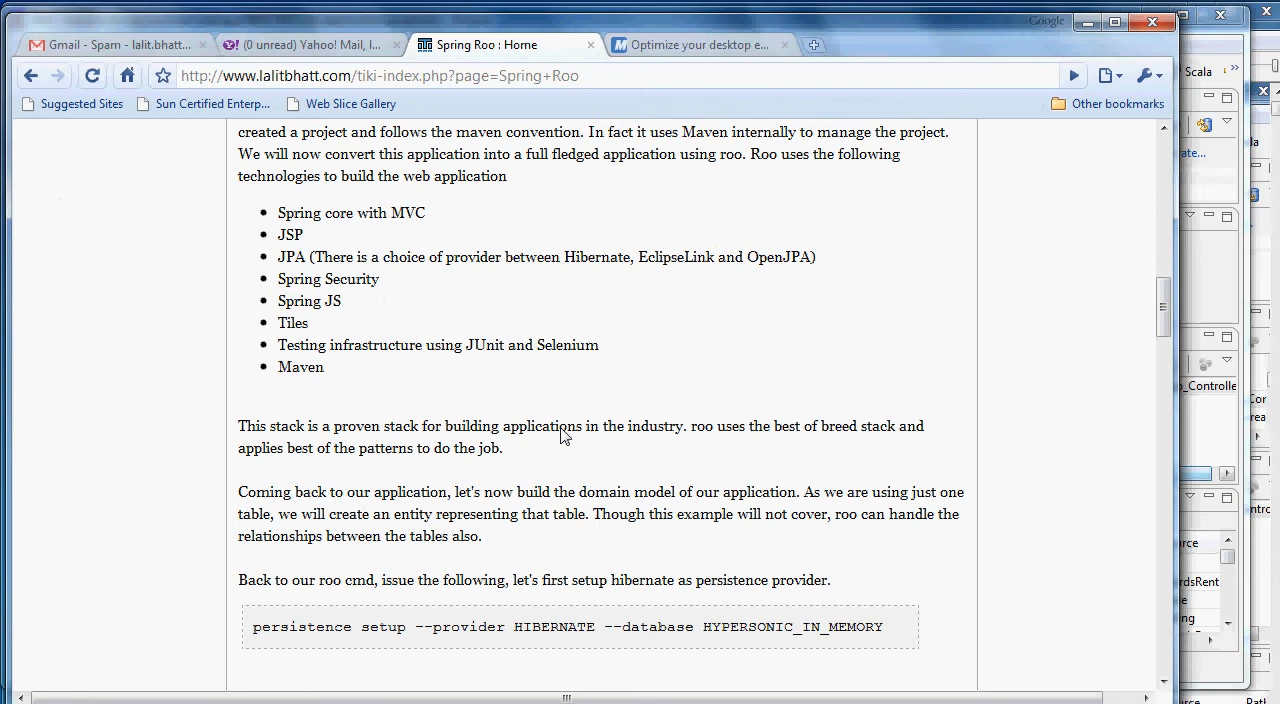 Google
Gmail - Spam - lalit.bhatt...
(0 unread) Yahoo! Mail, l...
Spring Roo : Home
Optimize your desktop e...
http://www.lalitbhatt.com/tiki-index.php?page=Spring+Roo
Scala
Suggested Sites
Sun Certified Enterp...
Web Slice Gallery
Other bookmarks
created a project and follows the maven convention. In fact it uses Maven internally to manage the project.
We will now convert this application into a full fledged application using roo. Roo uses the following
technologies to build the web application
• Spring core with MVC
• JSP
• JPA (There is a choice of provider between Hibernate, EclipseLink and OpenJPA)
• Spring Security
• Spring JS
• Tiles
• Testing infrastructure using JUnit and Selenium
• Maven
This stack is a proven stack for building applications in the industry. roo uses the best of breed stack and
applies best of the patterns to do the job.
Coming back to our application, let's now build the domain model of our application. As we are using just one
table, we will create an entity representing that table. Though this example will not cover, roo can handle the
relationships between the tables also.
Back to our roo cmd, issue the following, let's first setup hibernate as persistence provider.
persistence setup --provider HIBERNATE --database HYPERSONIC_IN_MEMORY
ate...
o_Controlle
rce
rdsRent
ng